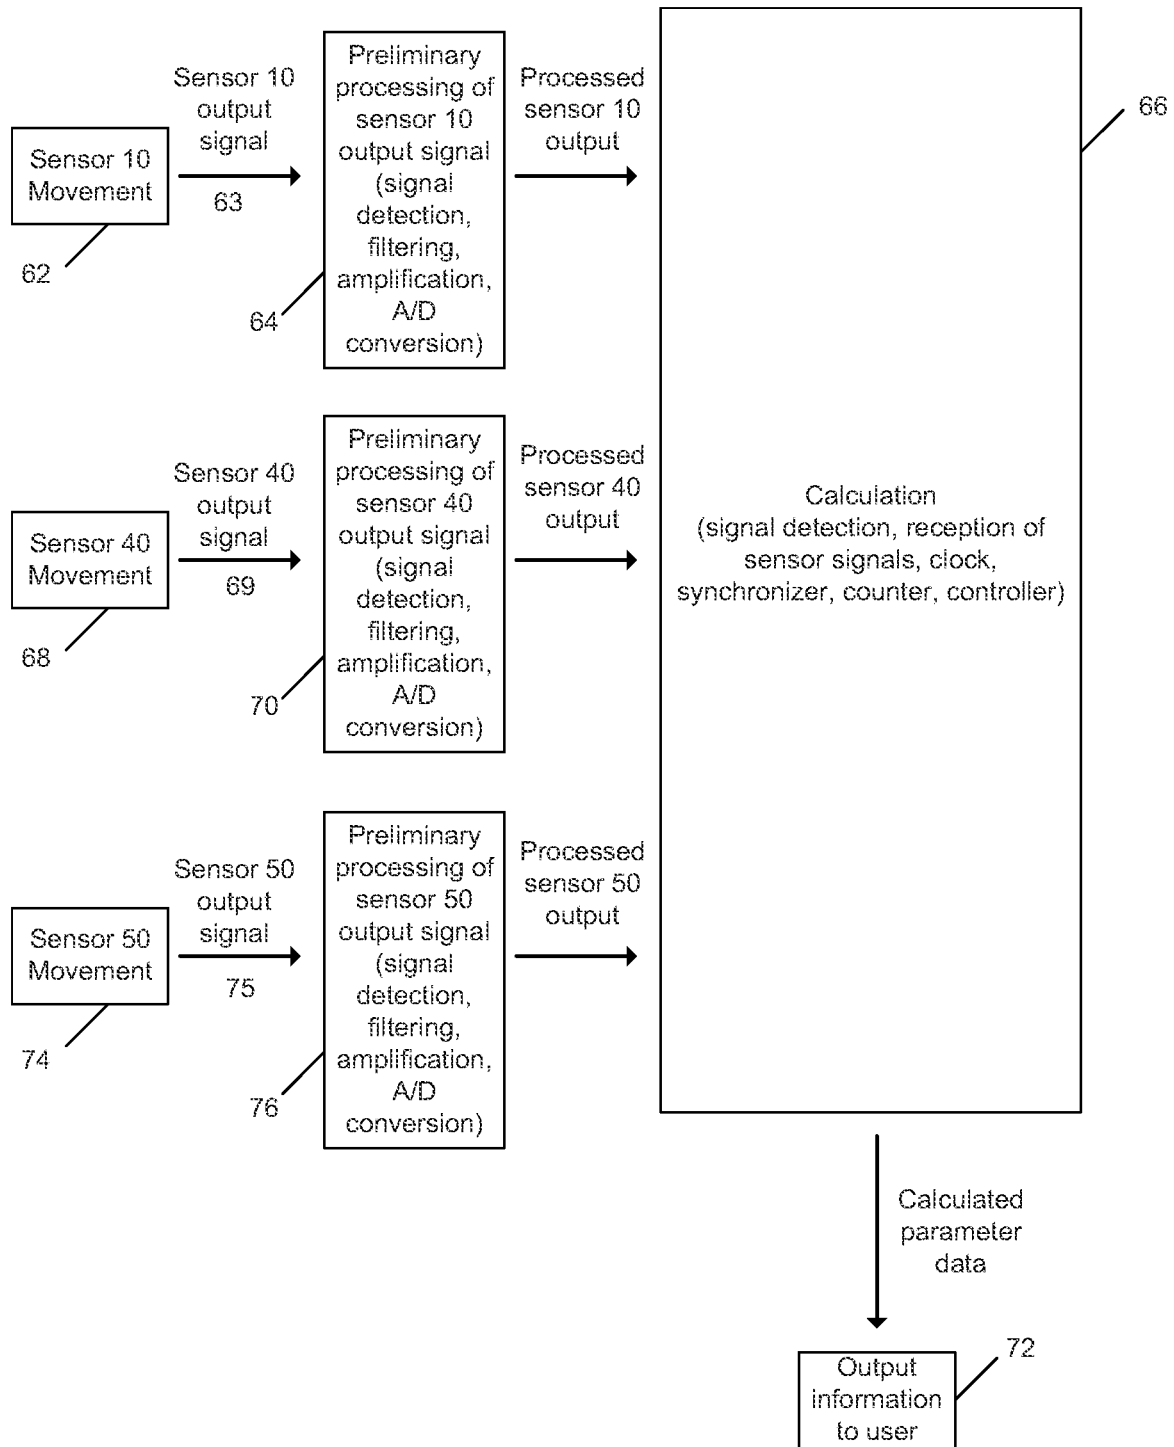 Sensor 10
Movement
62
Sensor 10
output
signal
63
Preliminary
processing of
sensor 10
output signal
(signal
detection,
filtering,
amplification,
A/D
conversion)
64
Processed
sensor 10
output
66
Sensor 40
Movement
68
Sensor 40
output
signal
69
Preliminary
processing of
sensor 40
output signal
(signal
detection,
filtering,
amplification,
A/D
conversion)
70
Processed
sensor 40
output
Calculation
(signal detection, reception of
sensor signals, clock,
synchronizer, counter, controller)
Sensor 50
Movement
74
Sensor 50
output
signal
75
Preliminary
processing of
sensor 50
output signal
(signal
detection,
filtering,
amplification,
A/D
conversion)
76
Processed
sensor 50
output
Calculated
parameter
data
72
Output
information
to user